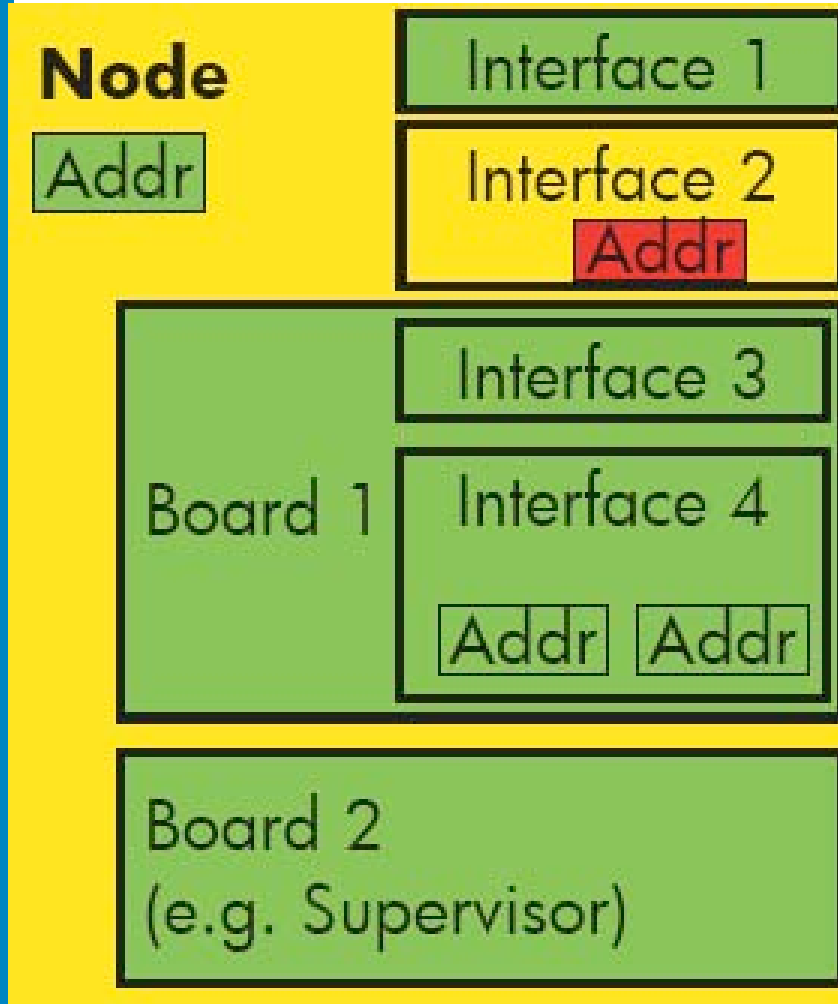 Node
Addr
Interface 1
Interface 2
Addr
Board 1
Interface 3
Interface 4
Addr Addr
Board 2
(e.g. Supervisor)